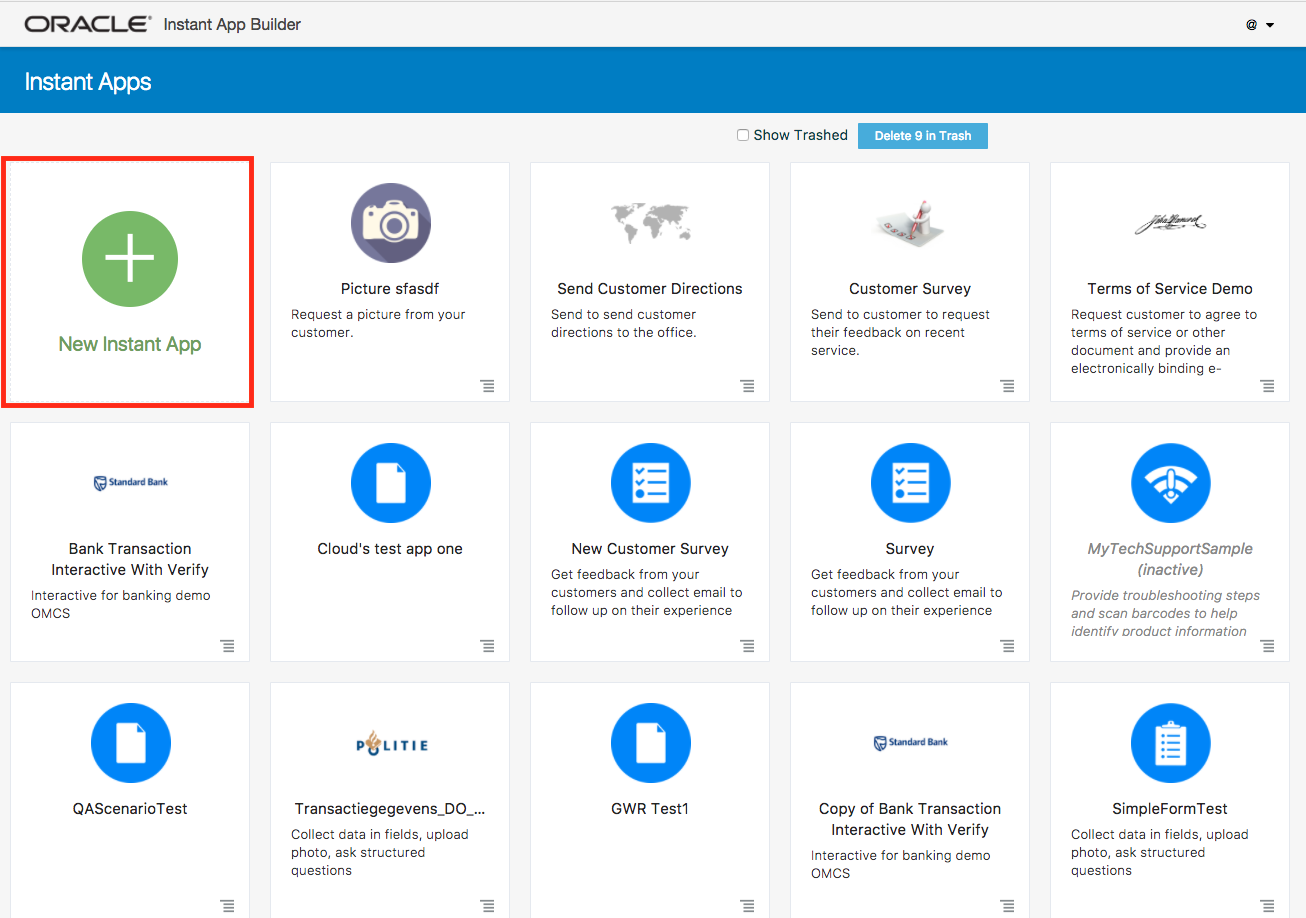 ORACLE® Instant App Builder
@
Instant Apps
Show Trashed
Delete 9 in Trash
New Instant App
Picture sfasdf
Request a picture from your
customer.
Send Customer Directions
Send to send customer
directions to the office.
Customer Survey
Send to customer to request
their feedback on recent
service.
John Hancock
Terms of Service Demo
Request customer to agree to
terms of service or other
document and provide an
electronically binding e-
Standard Bank
Bank Transaction
Interactive With Verify
Interactive for banking demo
OMCS
Cloud's test app one
New Customer Survey
Get feedback from your
customers and collect email to
follow up on their experience
Survey
Get feedback from your
customers and collect email to
follow up on their experience
MyTechSupportSample
(inactive)
Provide troubleshooting steps
and scan barcodes to help
identify product information
QAScenarioTest
POLITIE
Transactiegegevens_DO_...
Collect data in fields, upload
photo, ask structured
questions
GWR Test1
Standard Bank
Copy of Bank Transaction
Interactive With Verify
Interactive for banking demo
OMCS
SimpleFormTest
Collect data in fields, upload
photo, ask structured
questions